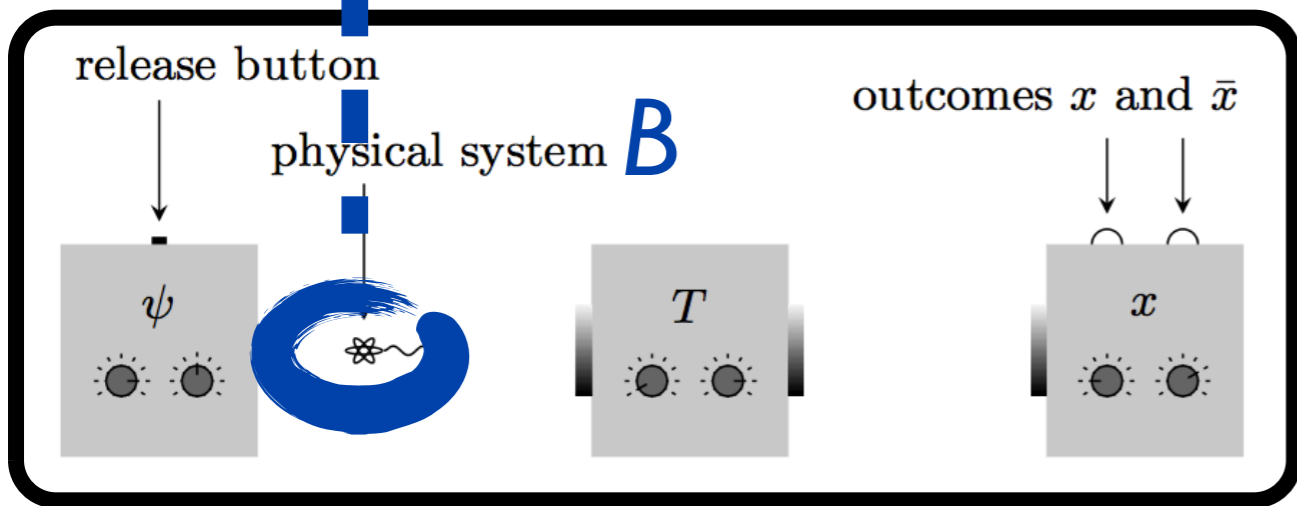 release button
outcomes x and x̄
physical system B
ψ
T
x